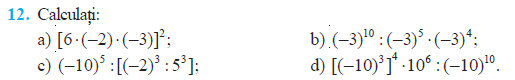 12. Calculați:
a) [6·(−2)·(−3)]²; b) (−3)¹⁰ : (−3)⁵ · (−3)⁴;
c) (−10)⁵ : [(−2)³ : 5³]; d) [(−10)³]⁴ · 10⁶ : (−10)¹⁰.